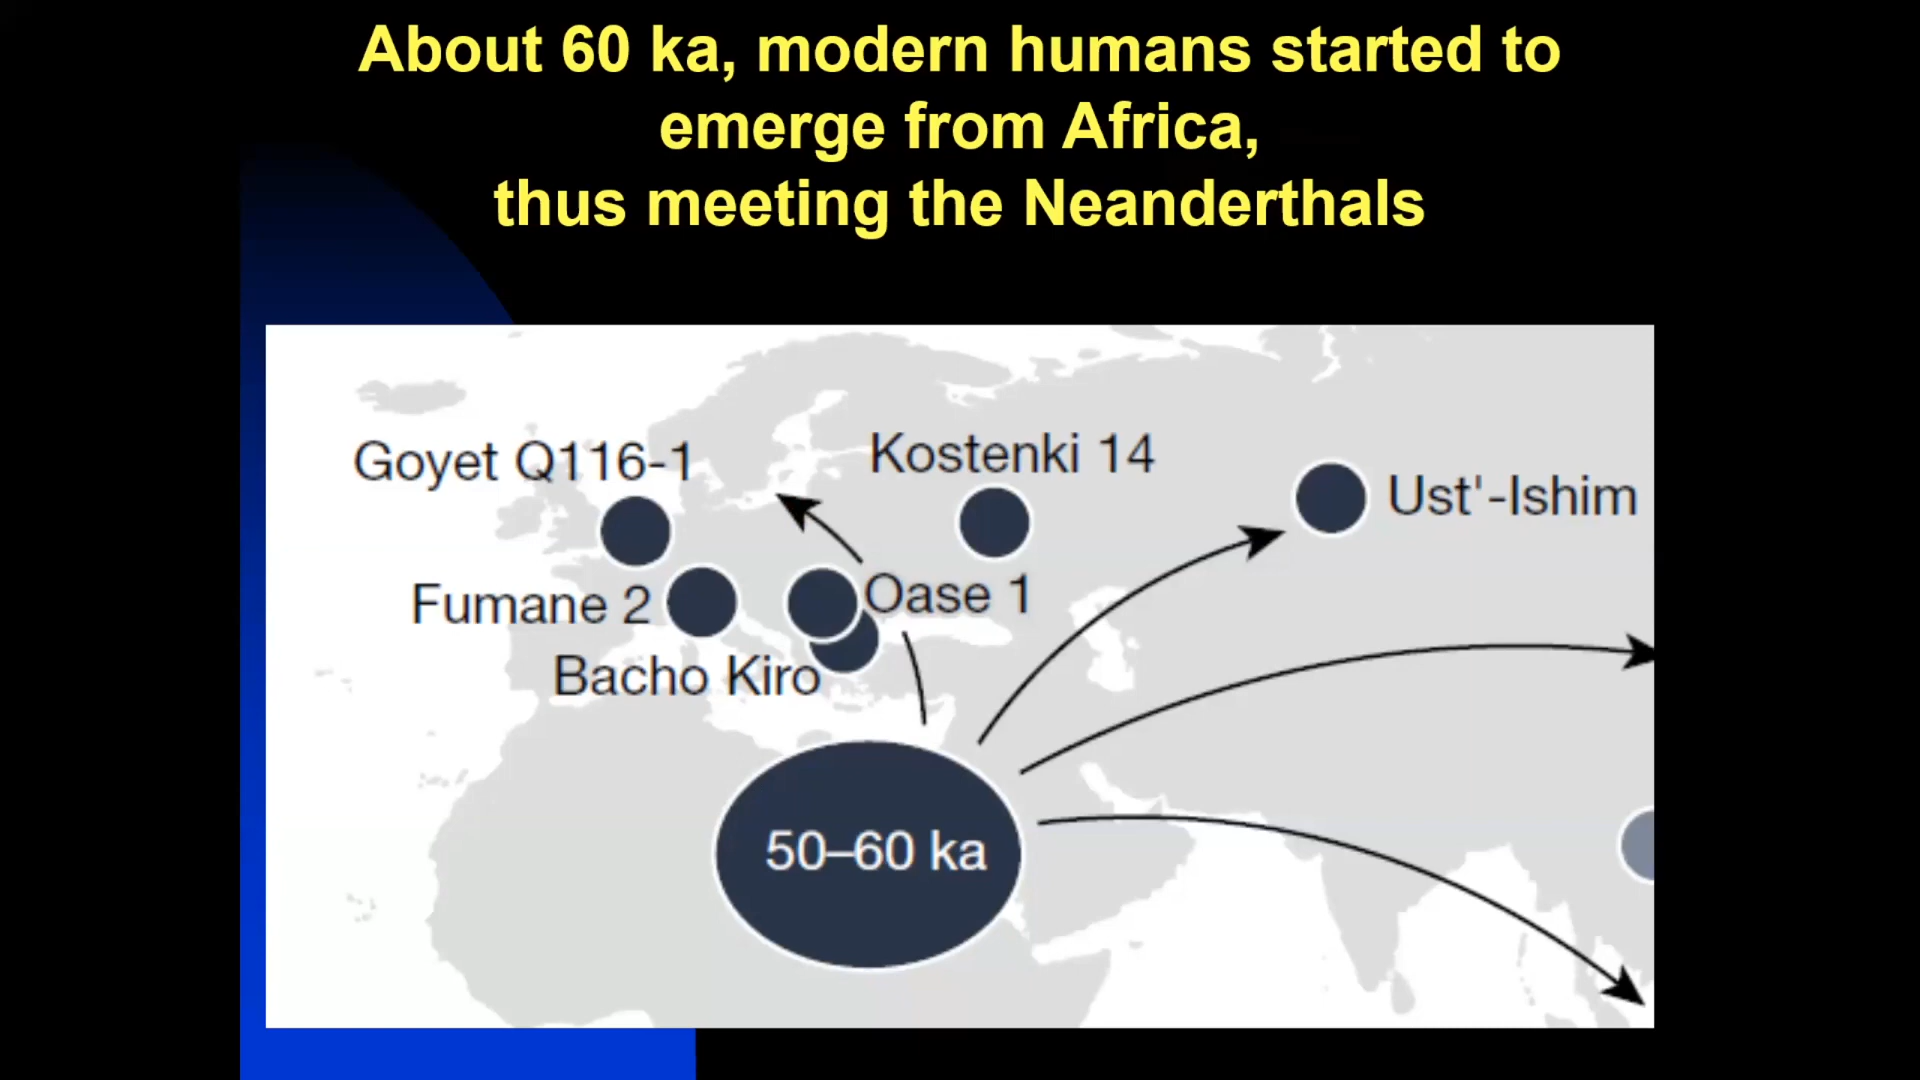 About 60 ka, modern humans started to
emerge from Africa,
thus meeting the Neanderthals
Goyet Q116-1
Kostenki 14
Ust'-Ishim
Fumane 2
Oase 1
Bacho Kiro
50–60 ka